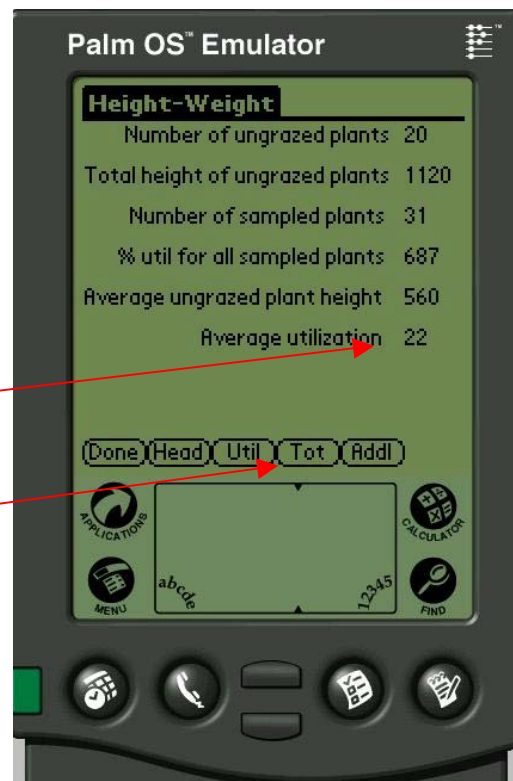 Palm OS™ Emulator
Height-Weight
Number of ungrazed plants 20
Total height of ungrazed plants 1120
Number of sampled plants 31
% util for all sampled plants 687
Average ungrazed plant height 560
Average utilization 22
Done Head Util Tot Addl
APPLICATIONS
CALCULATOR
MENU
abcde
12345
FIND